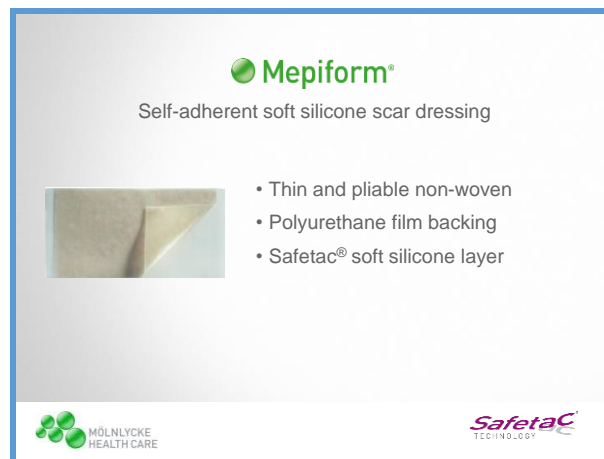 Mepiform®
Self-adherent soft silicone scar dressing
• Thin and pliable non-woven
• Polyurethane film backing
• Safetac® soft silicone layer
MÖLNLYCKE
HEALTH CARE
Safetac®
TECHNOLOGY